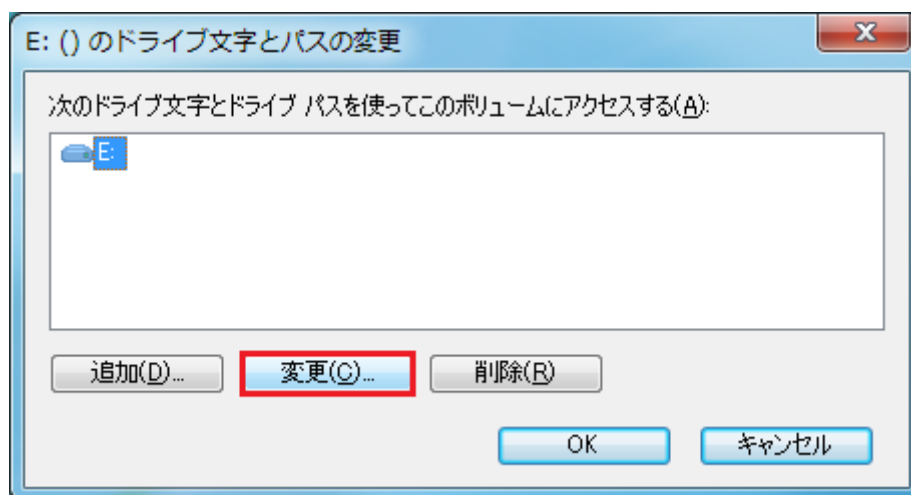 E: () のドライブ文字とパスの変更
次のドライブ文字とドライブ パスを使ってこのボリュームにアクセスする(A):
E:
追加(D)... 変更(C)... 削除(R)
OK キャンセル